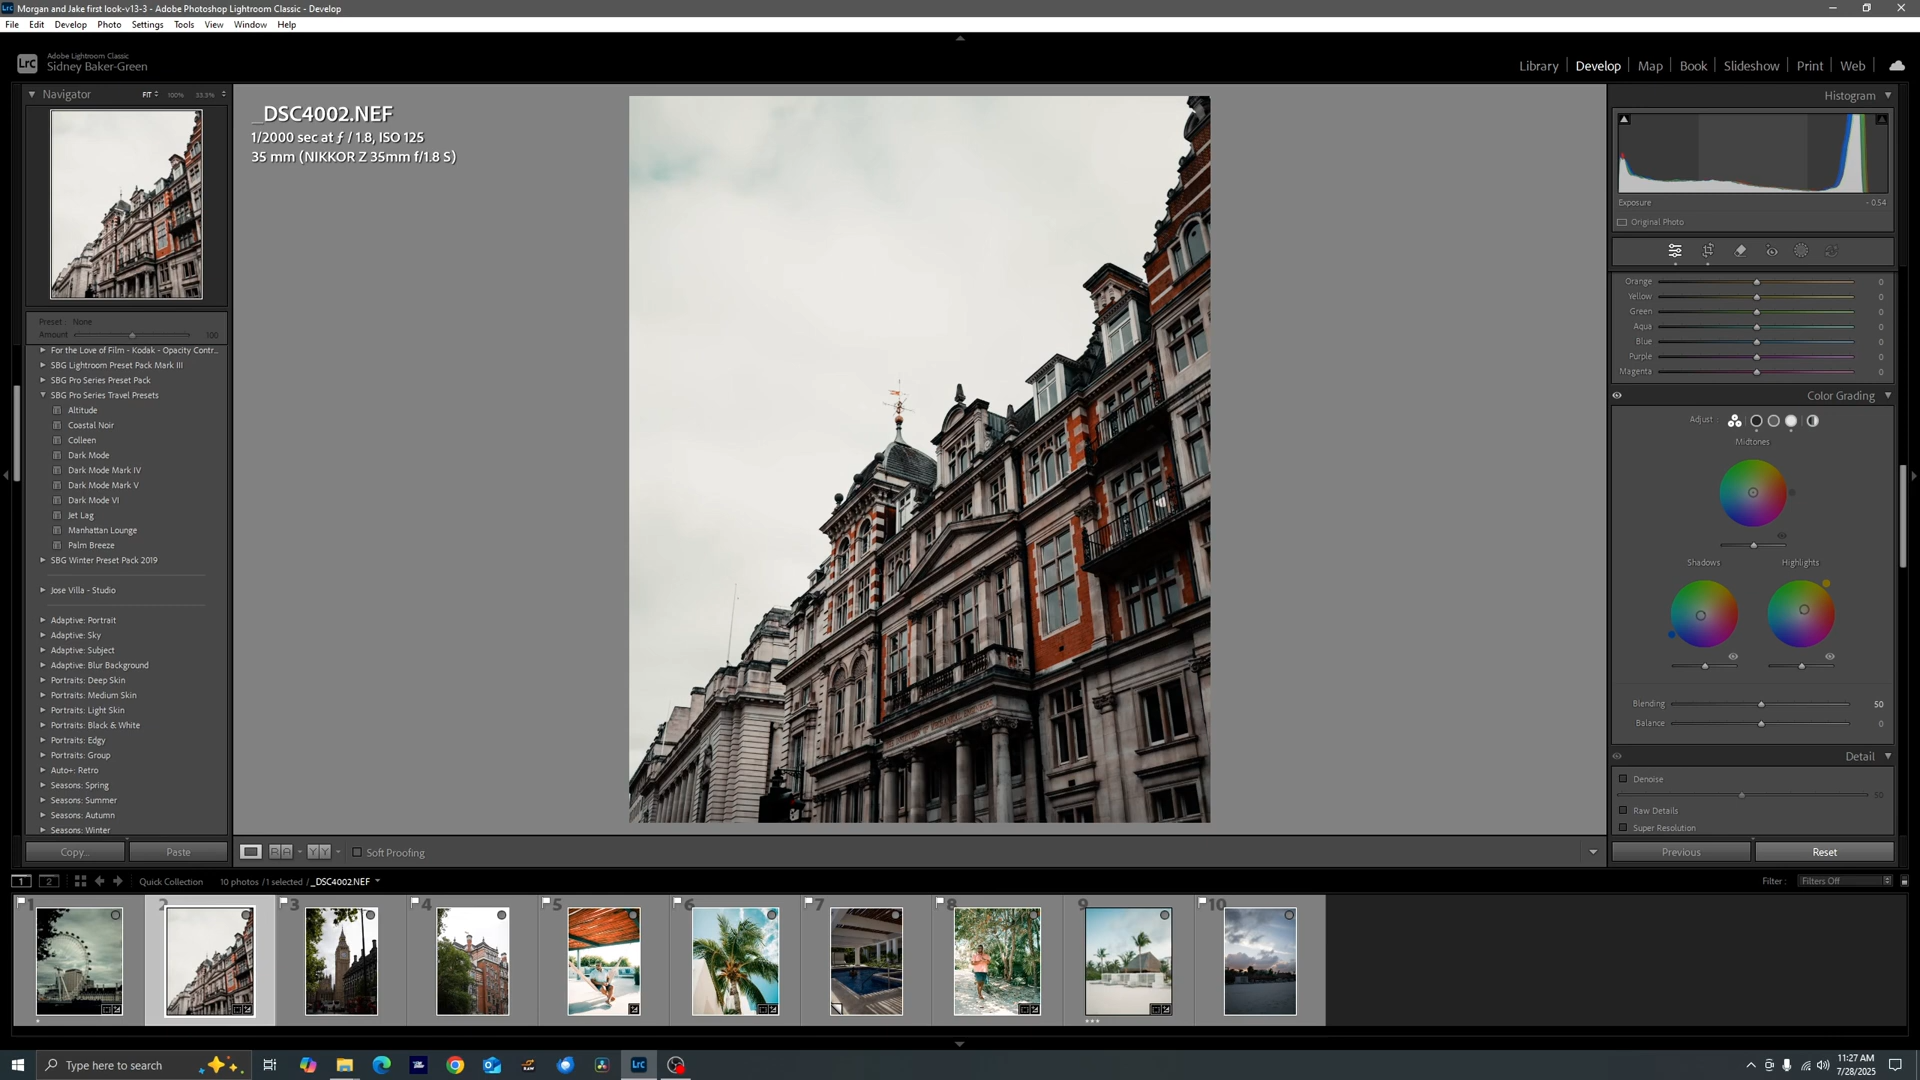 Lrc Morgan and Jake first look-v13-3 - Adobe Photoshop Lightroom Classic - Develop
File Edit Develop Photo Settings Tools View Window Help
LrC
Adobe Lightroom Classic
Sidney Baker-Green
Library | Develop | Map | Book | Slideshow | Print | Web
Navigator FIT 100% 33.3%
Preset: None
Amount 100
For the Love of Film - Kodak - Opacity Contr...
SBG Lightroom Preset Pack Mark III
SBG Pro Series Preset Pack
SBG Pro Series Travel Presets
Altitude
Coastal Noir
Colleen
Dark Mode
Dark Mode Mark IV
Dark Mode Mark V
Dark Mode VI
Jet Lag
Manhattan Lounge
Palm Breeze
SBG Winter Preset Pack 2019
Jose Villa - Studio
Adaptive: Portrait
Adaptive: Sky
Adaptive: Subject
Adaptive: Blur Background
Portraits: Deep Skin
Portraits: Medium Skin
Portraits: Light Skin
Portraits: Black & White
Portraits: Edgy
Portraits: Group
Auto+: Retro
Seasons: Spring
Seasons: Summer
Seasons: Autumn
Seasons: Winter
Copy... Paste
_DSC4002.NEF
1/2000 sec at ƒ / 1.8, ISO 125
35 mm (NIKKOR Z 35mm f/1.8 S)
Soft Proofing
Histogram
Exposure - 0.54
Original Photo
Orange 0
Yellow 0
Green 0
Aqua 0
Blue 0
Purple 0
Magenta 0
Color Grading
Adjust :
Midtones
Shadows Highlights
Blending 50
Balance 0
Detail
Denoise
50
Raw Details
Super Resolution
Previous Reset
1 2 Quick Collection 10 photos / 1 selected / _DSC4002.NEF Filter : Filters Off
1 2 3 4 5 6 7 8 9 10
Type here to search
LrC
11:27 AM
7/28/2025